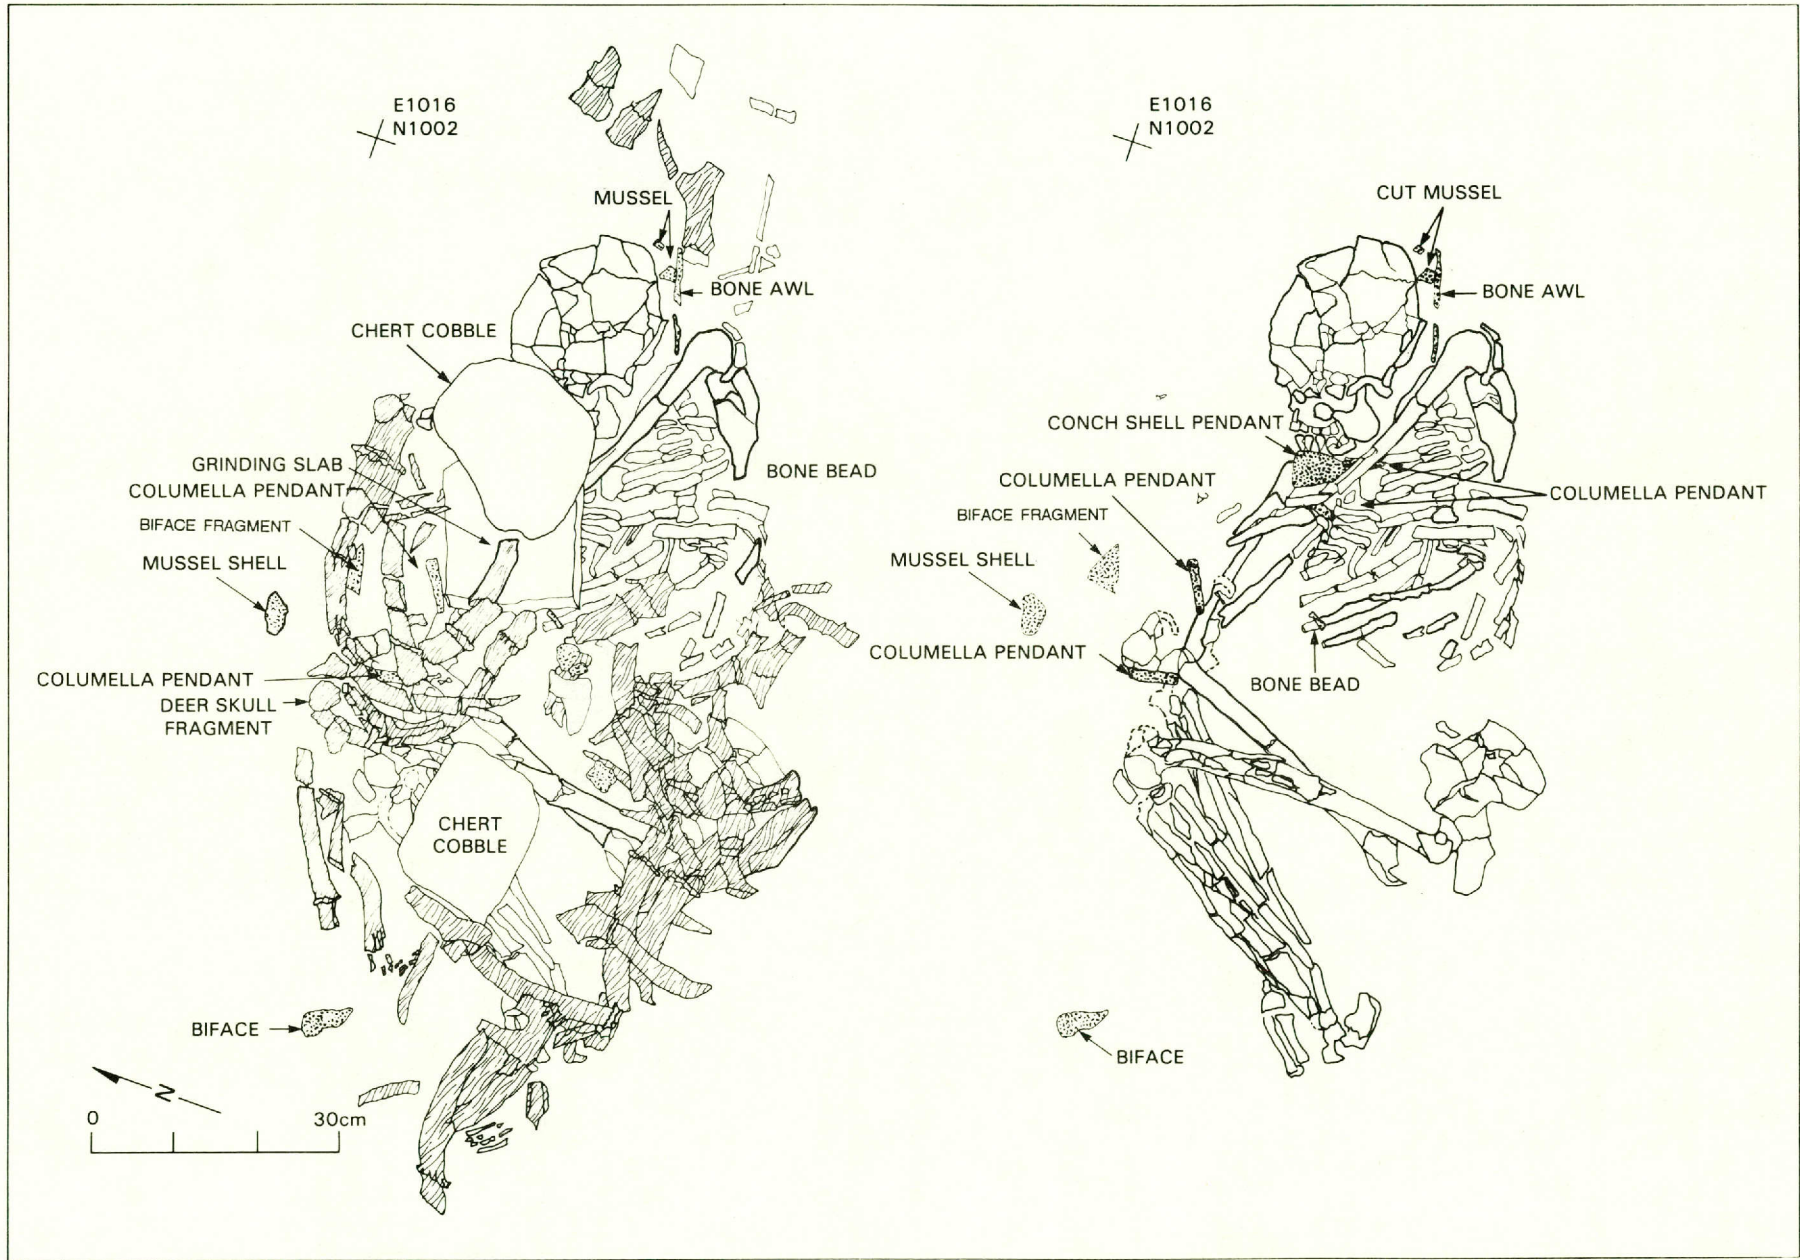 E1016
N1002
MUSSEL
BONE AWL
CHERT COBBLE
GRINDING SLAB
COLUMELLA PENDANT
BONE BEAD
BIFACE FRAGMENT
MUSSEL SHELL
COLUMELLA PENDANT
DEER SKULL
FRAGMENT
CHERT
COBBLE
BIFACE
N
0
30cm
E1016
N1002
CUT MUSSEL
BONE AWL
CONCH SHELL PENDANT
COLUMELLA PENDANT
COLUMELLA PENDANT
BIFACE FRAGMENT
MUSSEL SHELL
COLUMELLA PENDANT
BONE BEAD
BIFACE